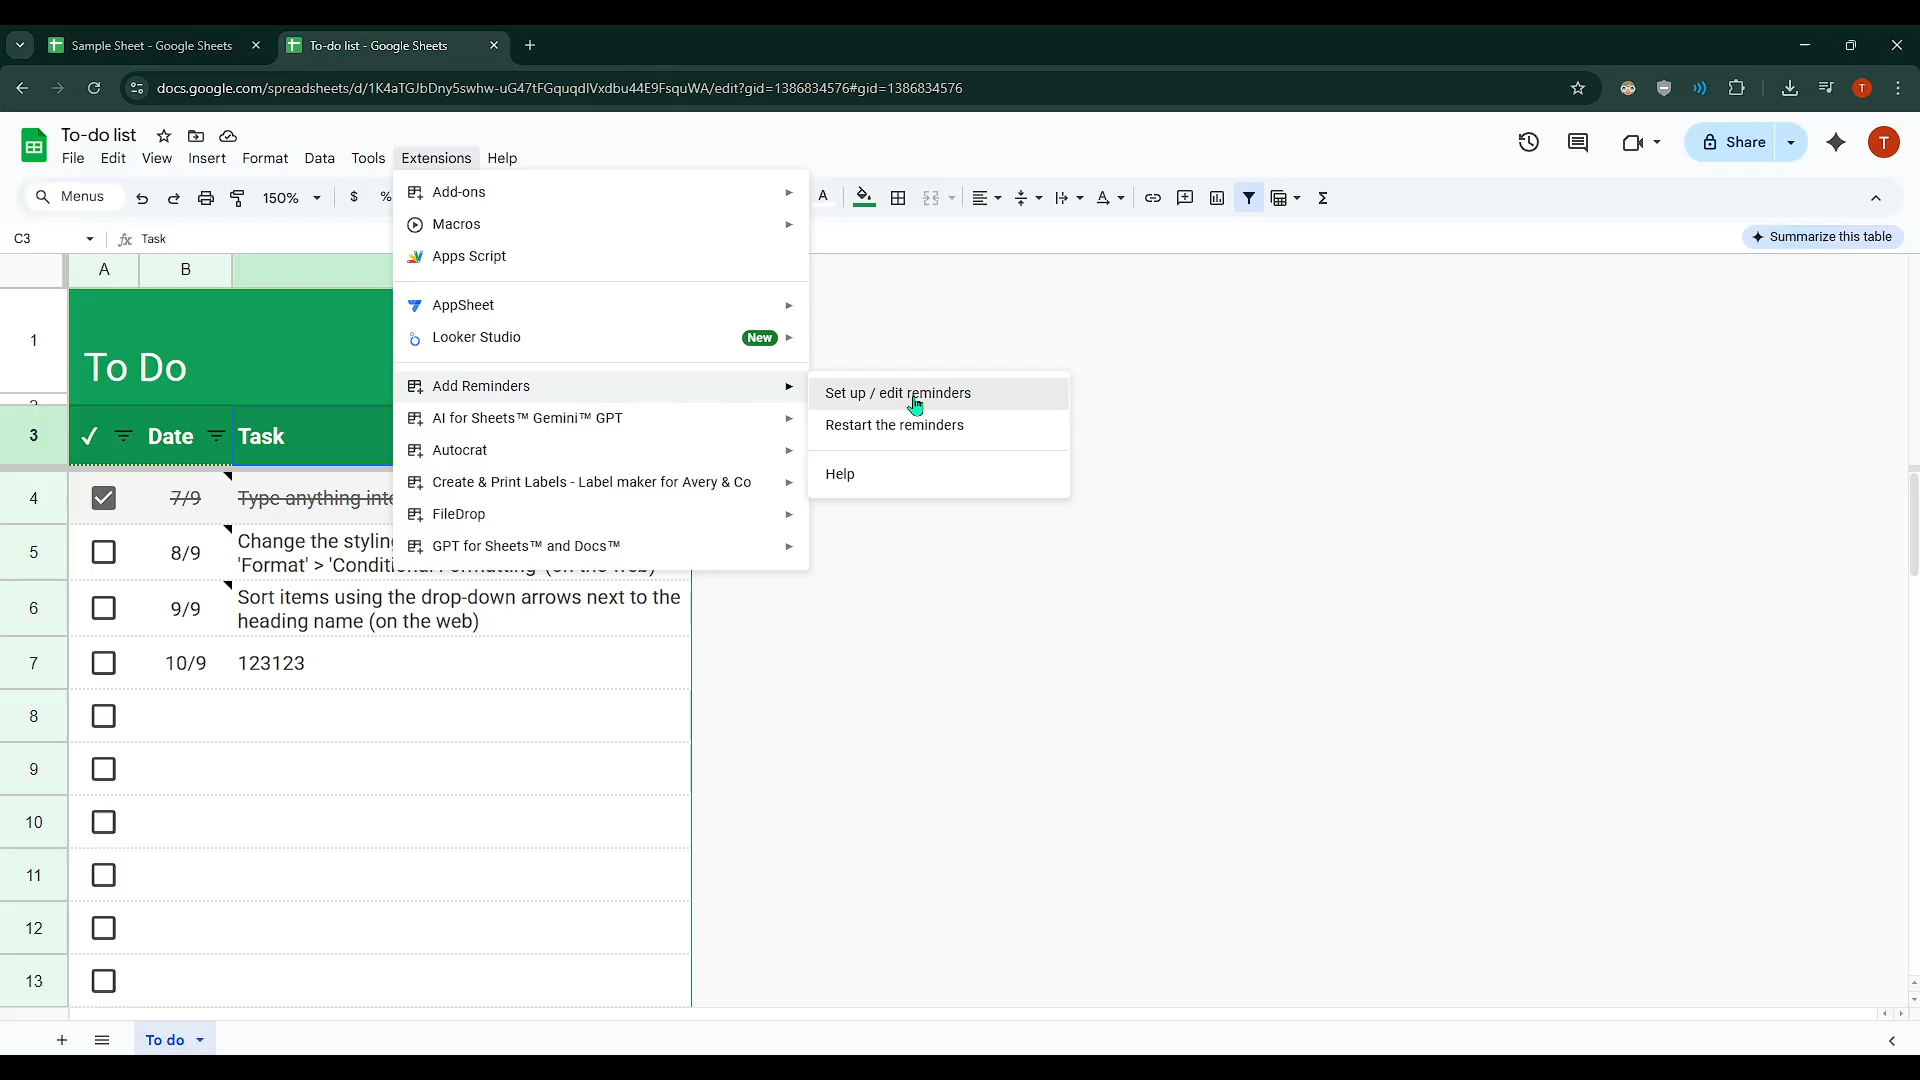 Sample Sheet - Google Sheets
To-do list - Google Sheets
docs.google.com/spreadsheets/d/1K4aTGJbDny5swhw-uG47tFGquqdlVxdbu44E9FsquWA/edit?gid=1386834576#gid=1386834576
T
To-do list
Share
T
File Edit View Insert Format Data Tools Extensions Help
Menus
150%
$ %
A
Σ
C3
fx Task
Summarize this table
A B
Add-ons
Macros
Apps Script
AppSheet
Looker Studio New
Add Reminders
AI for Sheets™ Gemini™ GPT
Autocrat
Create & Print Labels - Label maker for Avery & Co
FileDrop
GPT for Sheets™ and Docs™
Set up / edit reminders
Restart the reminders
Help
1 To Do
3 ✓ Date Task
4 7/9 Type anything
5 8/9 Change the styling
'Format' >
6 9/9 Sort items using the drop-down arrows next to the
heading name (on the web)
7 10/9 123123
8
9
10
11
12
13
To do